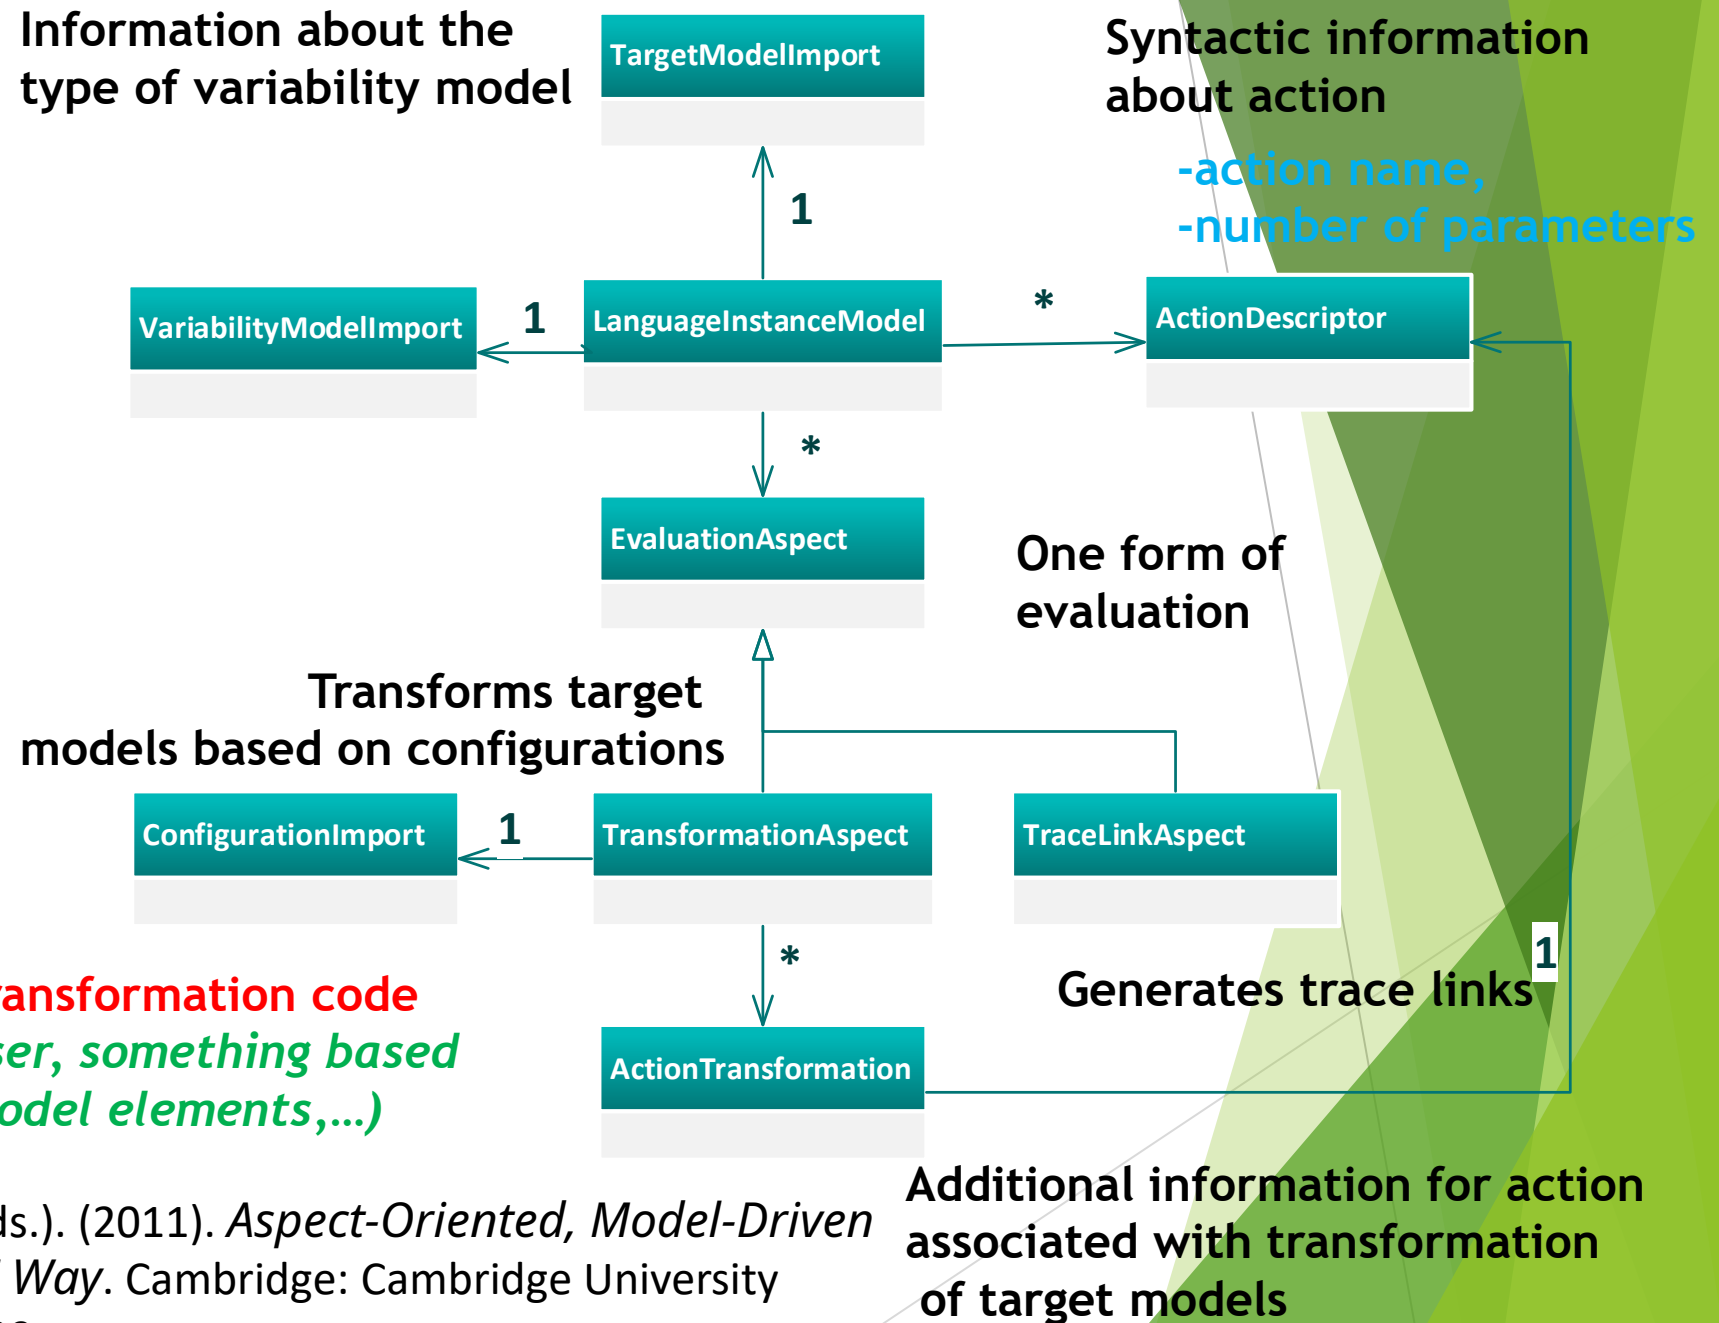 Information about the
type of variability model
TargetModelImport
Syntactic information
about action
-action name,
-number of parameters
1
VariabilityModelImport
1
LanguageInstanceModel
*
ActionDescriptor
*
EvaluationAspect
One form of
evaluation
Transforms target
models based on configurations
ConfigurationImport
1
TransformationAspect
TraceLinkAspect
*
1
Generates trace links
ansformation code
ser, something based
odel elements,...)
ActionTransformation
Additional information for action
associated with transformation
of target models
ds.). (2011). Aspect-Oriented, Model-Driven
Way. Cambridge: Cambridge University